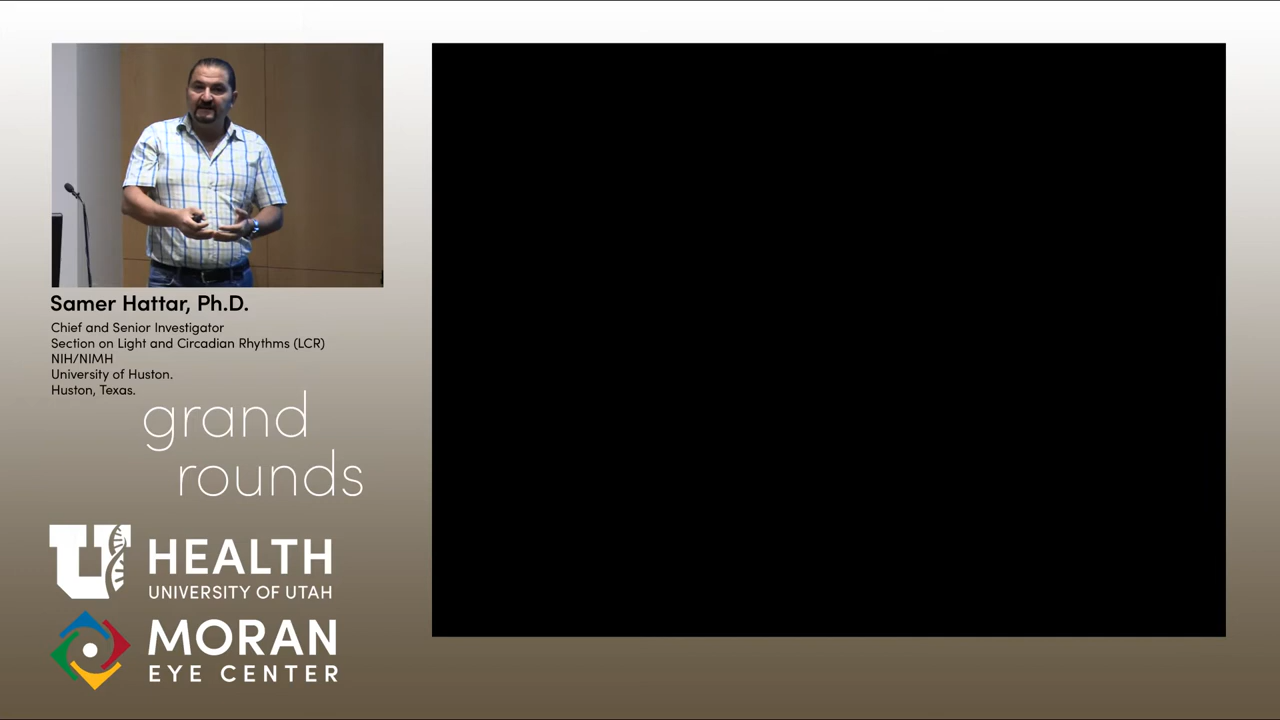 Samer Hattar, Ph.D.
Chief and Senior Investigator
Section on Light and Circadian Rhythms (LCR)
NIH/NIMH
University of Huston.
Huston, Texas.
grand
rounds
U HEALTH
UNIVERSITY OF UTAH
MORAN
EYE CENTER